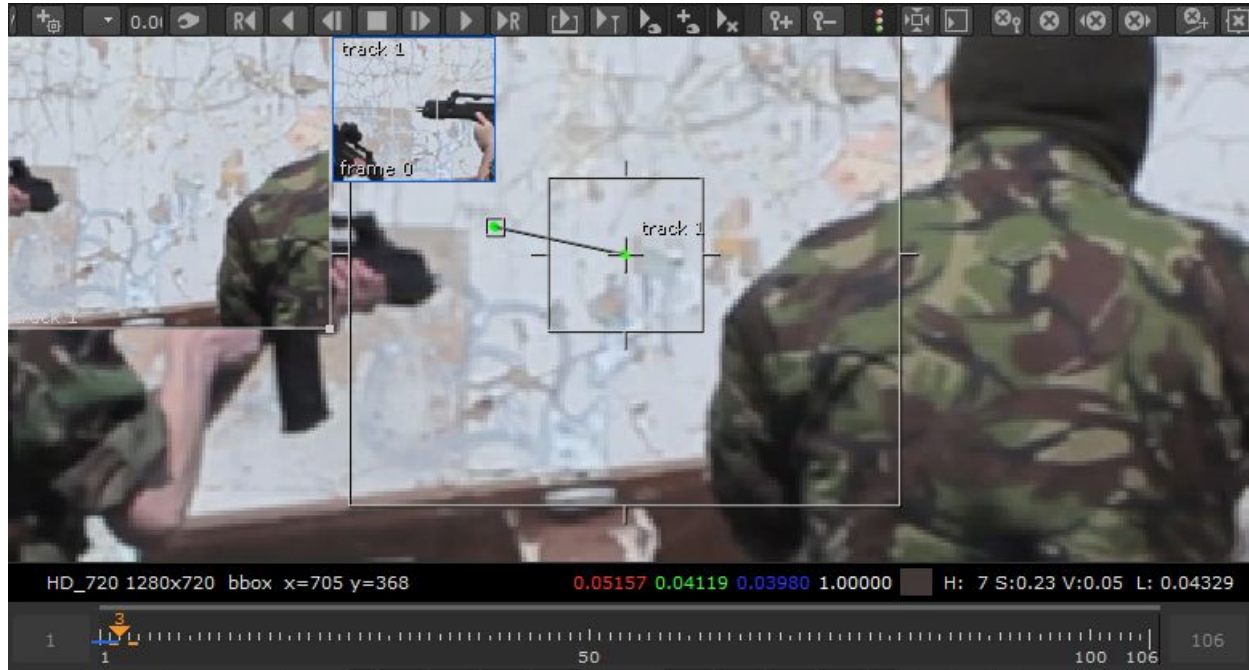 0.0
R
R
track 1
frame 0
track 1
HD_720 1280x720 bbox x=705 y=368 0.05157 0.04119 0.03980 1.00000 H: 7 S:0.23 V:0.05 L: 0.04329
3
1 106
1 50 100 106